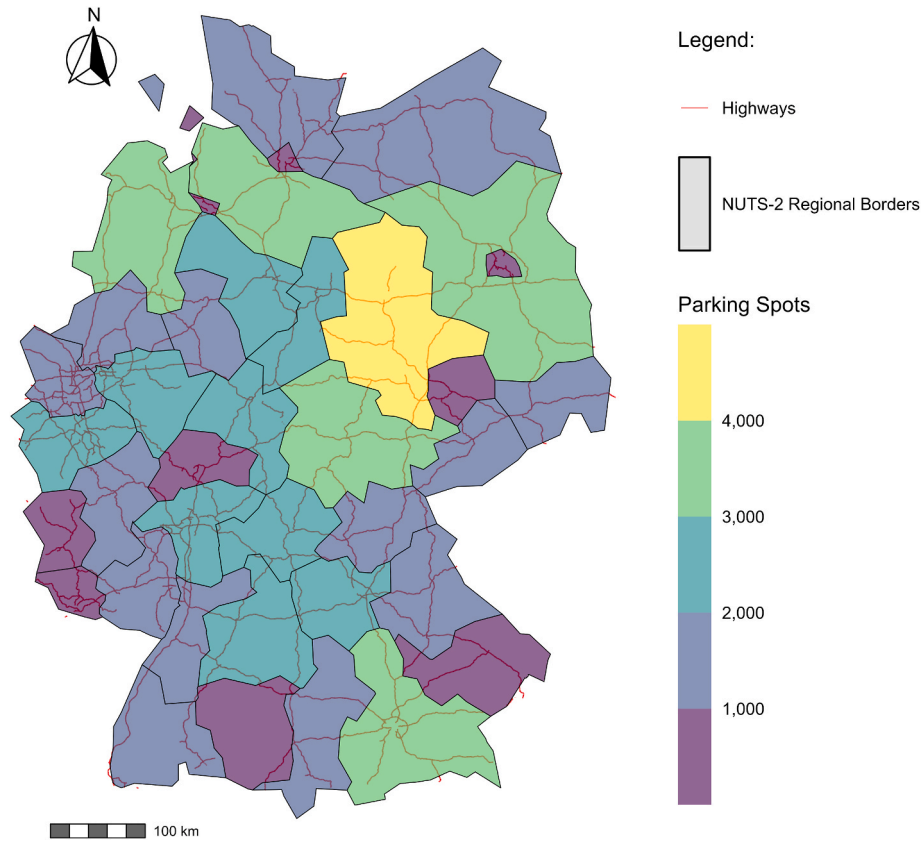 N
Legend:
Highways
NUTS-2 Regional Borders
Parking Spots
4,000
3,000
2,000
1,000
100 km